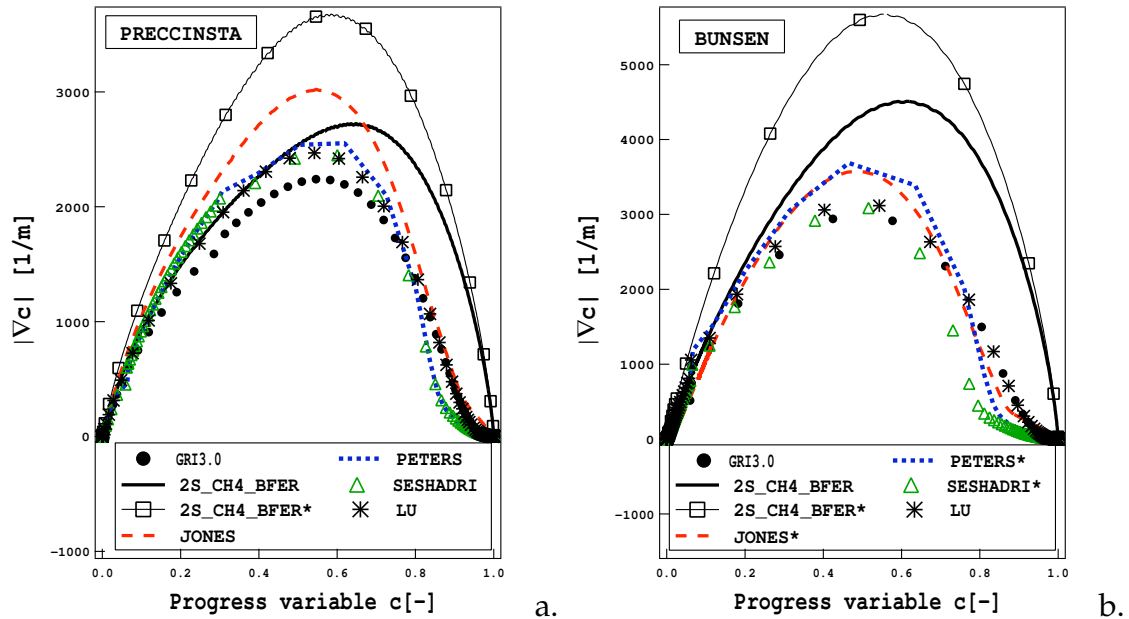 PRECCINSTA
|∇c| [1/m]
3000
2000
1000
0
-1000
GRI3.0
PETERS
2S_CH4_BFER
SESHADRI
2S_CH4_BFER*
LU
JONES
0.0 0.2 0.4 0.6 0.8 1.0
Progress variable c[-]
a.
BUNSEN
|∇c| [1/m]
5000
4000
3000
2000
1000
0
-1000
GRI3.0
PETERS*
2S_CH4_BFER
SESHADRI*
2S_CH4_BFER*
LU
JONES*
0.0 0.2 0.4 0.6 0.8 1.0
Progress variable c[-]
b.